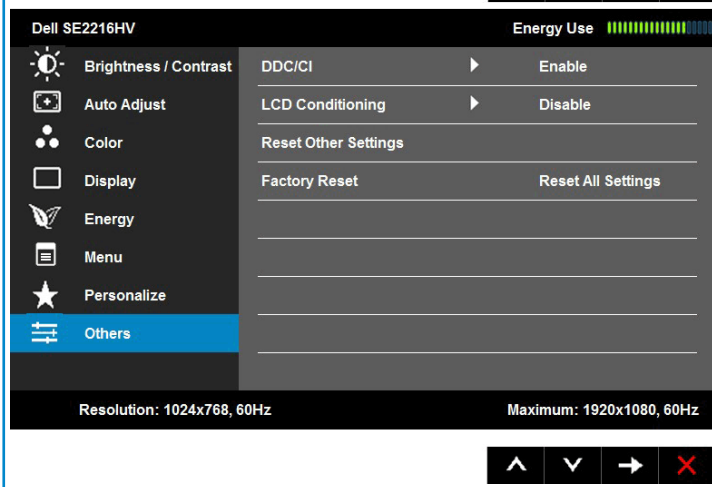 Dell SE2216HV Energy Use
Brightness / Contrast DDC/CI Enable
Auto Adjust LCD Conditioning Disable
Color Reset Other Settings
Display Factory Reset Reset All Settings
Energy
Menu
Personalize
Others
Resolution: 1024x768, 60Hz Maximum: 1920x1080, 60Hz